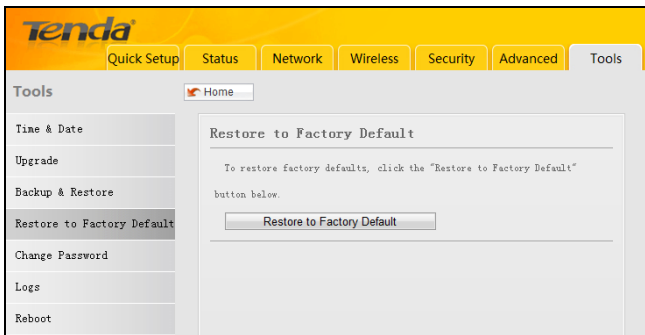 Tenda
Quick Setup Status Network Wireless Security Advanced Tools
Tools
Home
Time & Date
Upgrade
Backup & Restore
Restore to Factory Default
Change Password
Logs
Reboot
Restore to Factory Default
To restore factory defaults, click the "Restore to Factory Default"
button below.
Restore to Factory Default